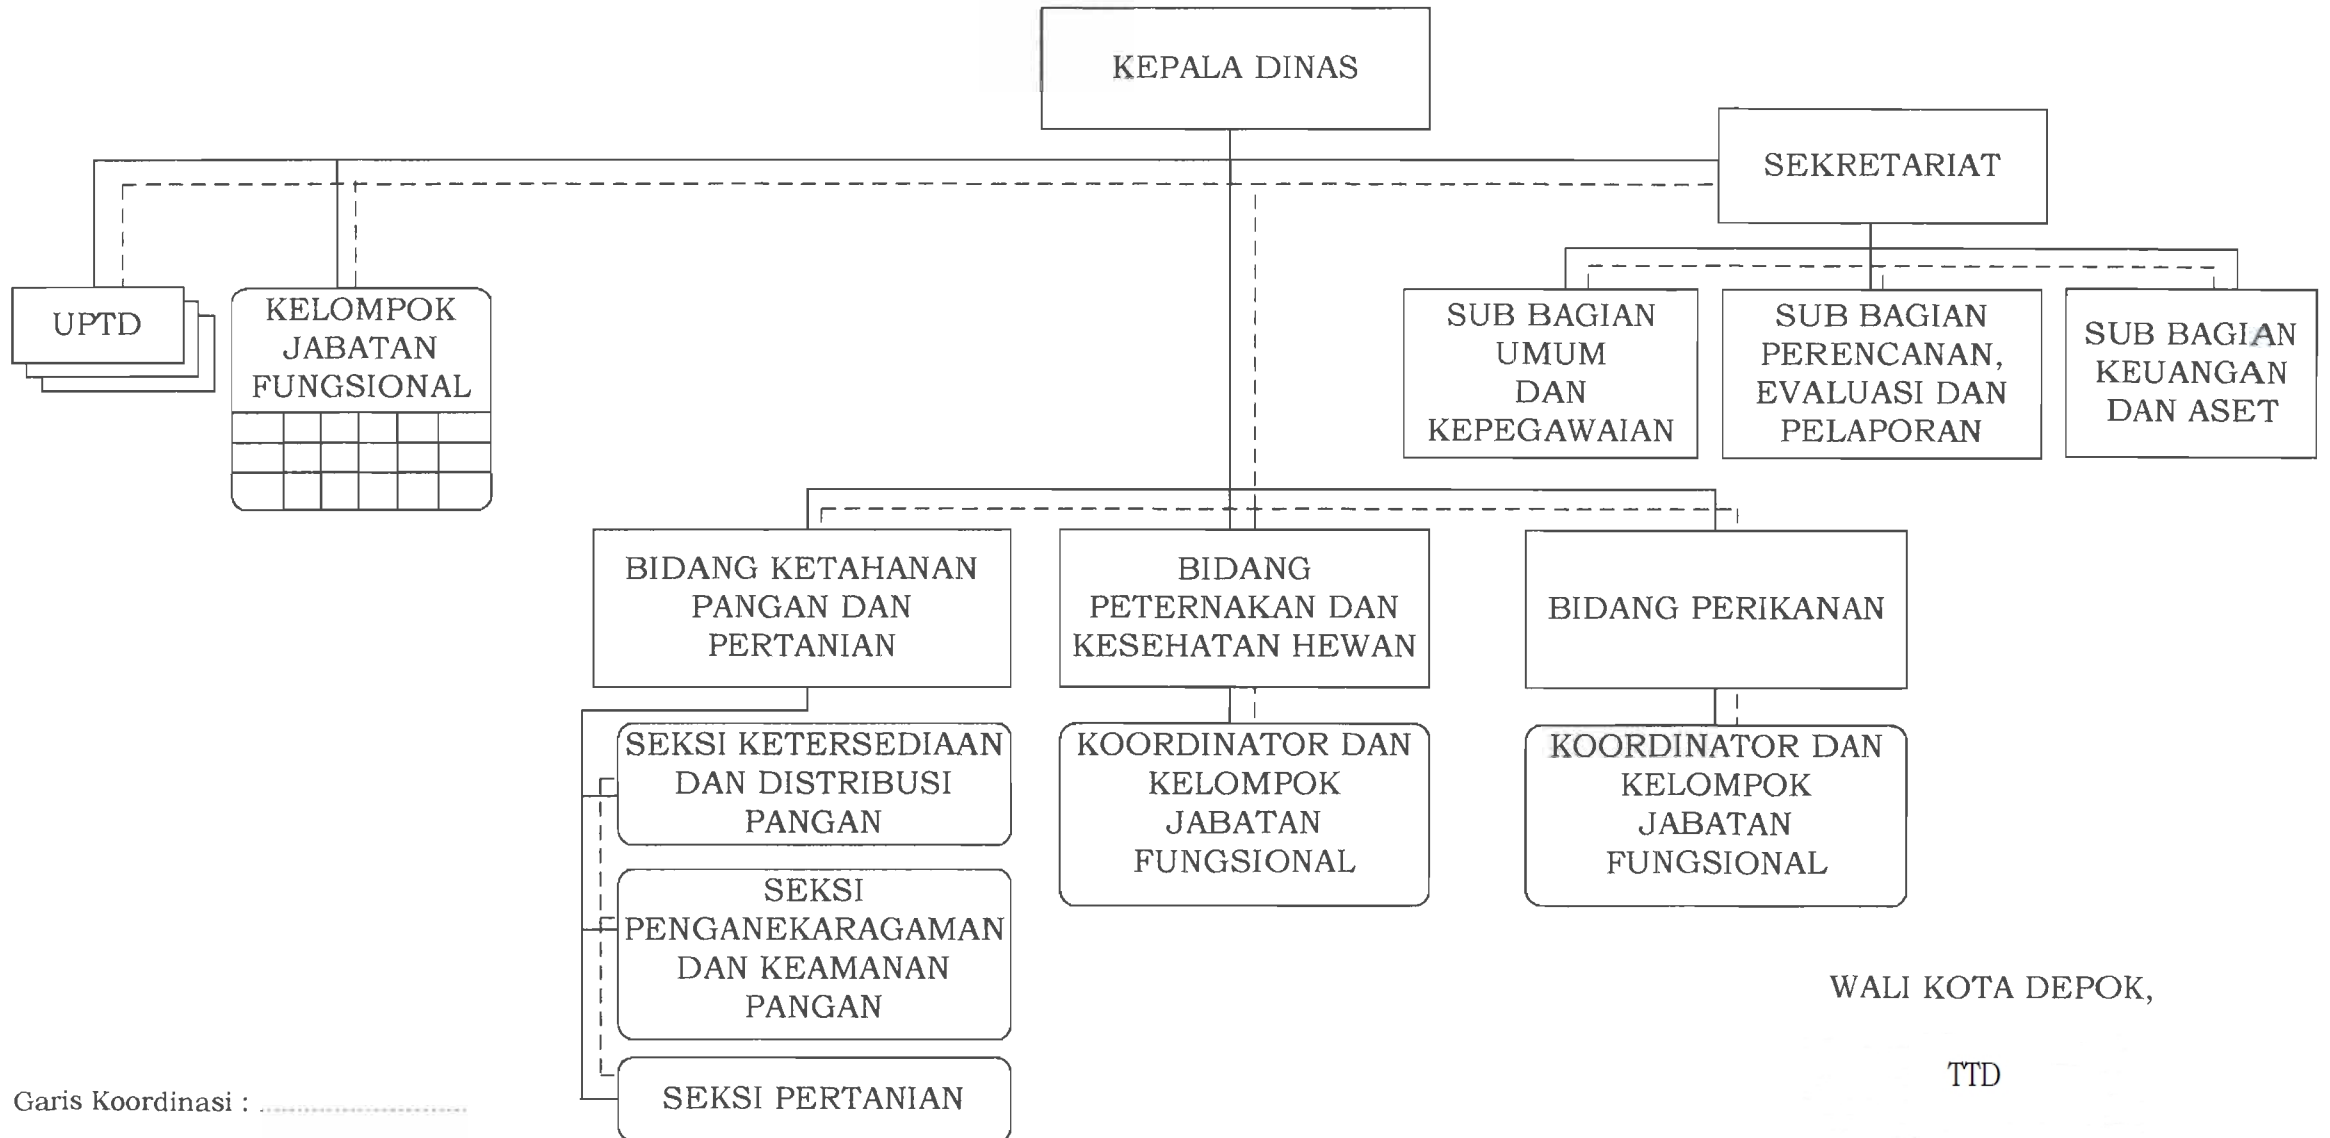 KEPALA DINAS
SEKRETARIAT
UPTD
KELOMPOK
JABATAN
FUNGSIONAL
SUB BAGIAN
UMUM
DAN
KEPEGAWAIAN
SUB BAGIAN
PERENCANAN,
EVALUASI DAN
PELAPORAN
SUB BAGIAN
KEUANGAN
DAN ASET
BIDANG KETAHANAN
PANGAN DAN
PERTANIAN
BIDANG
PETERNAKAN DAN
KESEHATAN HEWAN
BIDANG PERIKANAN
SEKSI KETERSEDIAAN
DAN DISTRIBUSI
PANGAN
SEKSI
PENGANEKARAGAMAN
DAN KEAMANAN
PANGAN
SEKSI PERTANIAN
KOORDINATOR DAN
KELOMPOK
JABATAN
FUNGSIONAL
KOORDINATOR DAN
KELOMPOK
JABATAN
FUNGSIONAL
WALI KOTA DEPOK,
TTD
Garis Koordinasi :